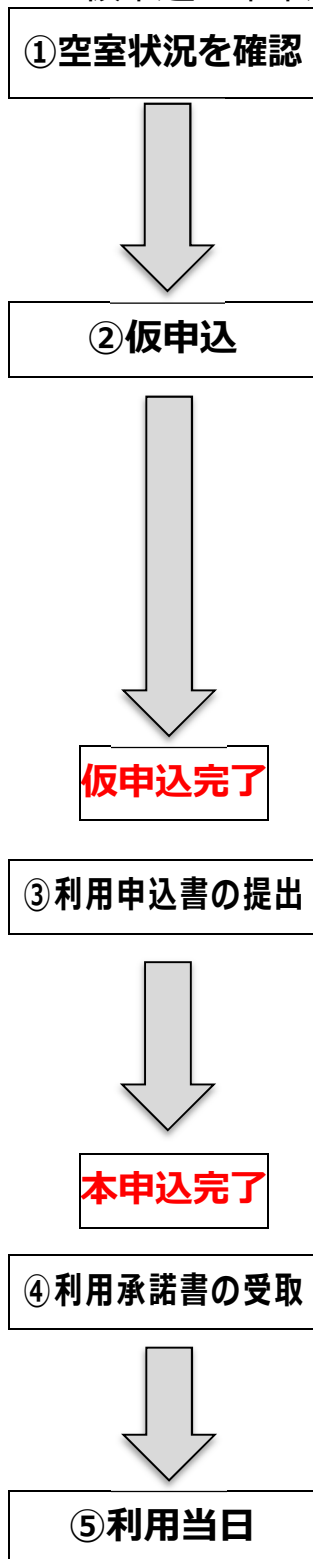 ①空室状況を確認
②仮申込
仮申込完了
③利用申込書の提出
本申込完了
④利用承諾書の受取
⑤利用当日